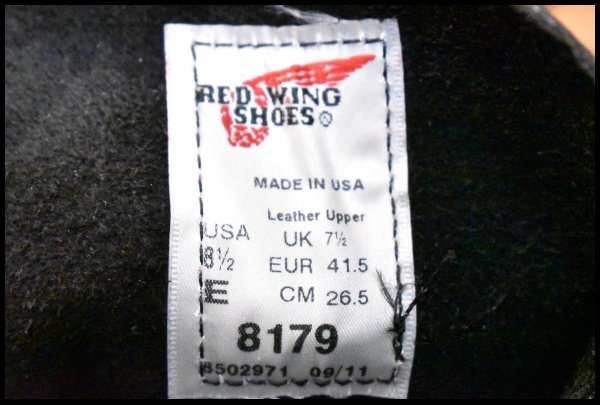 RED WING
SHOES
MADE IN USA
Leather Upper
USA UK 7½
8½ EUR 41.5
E CM 26.5
8179
8502971 09/11